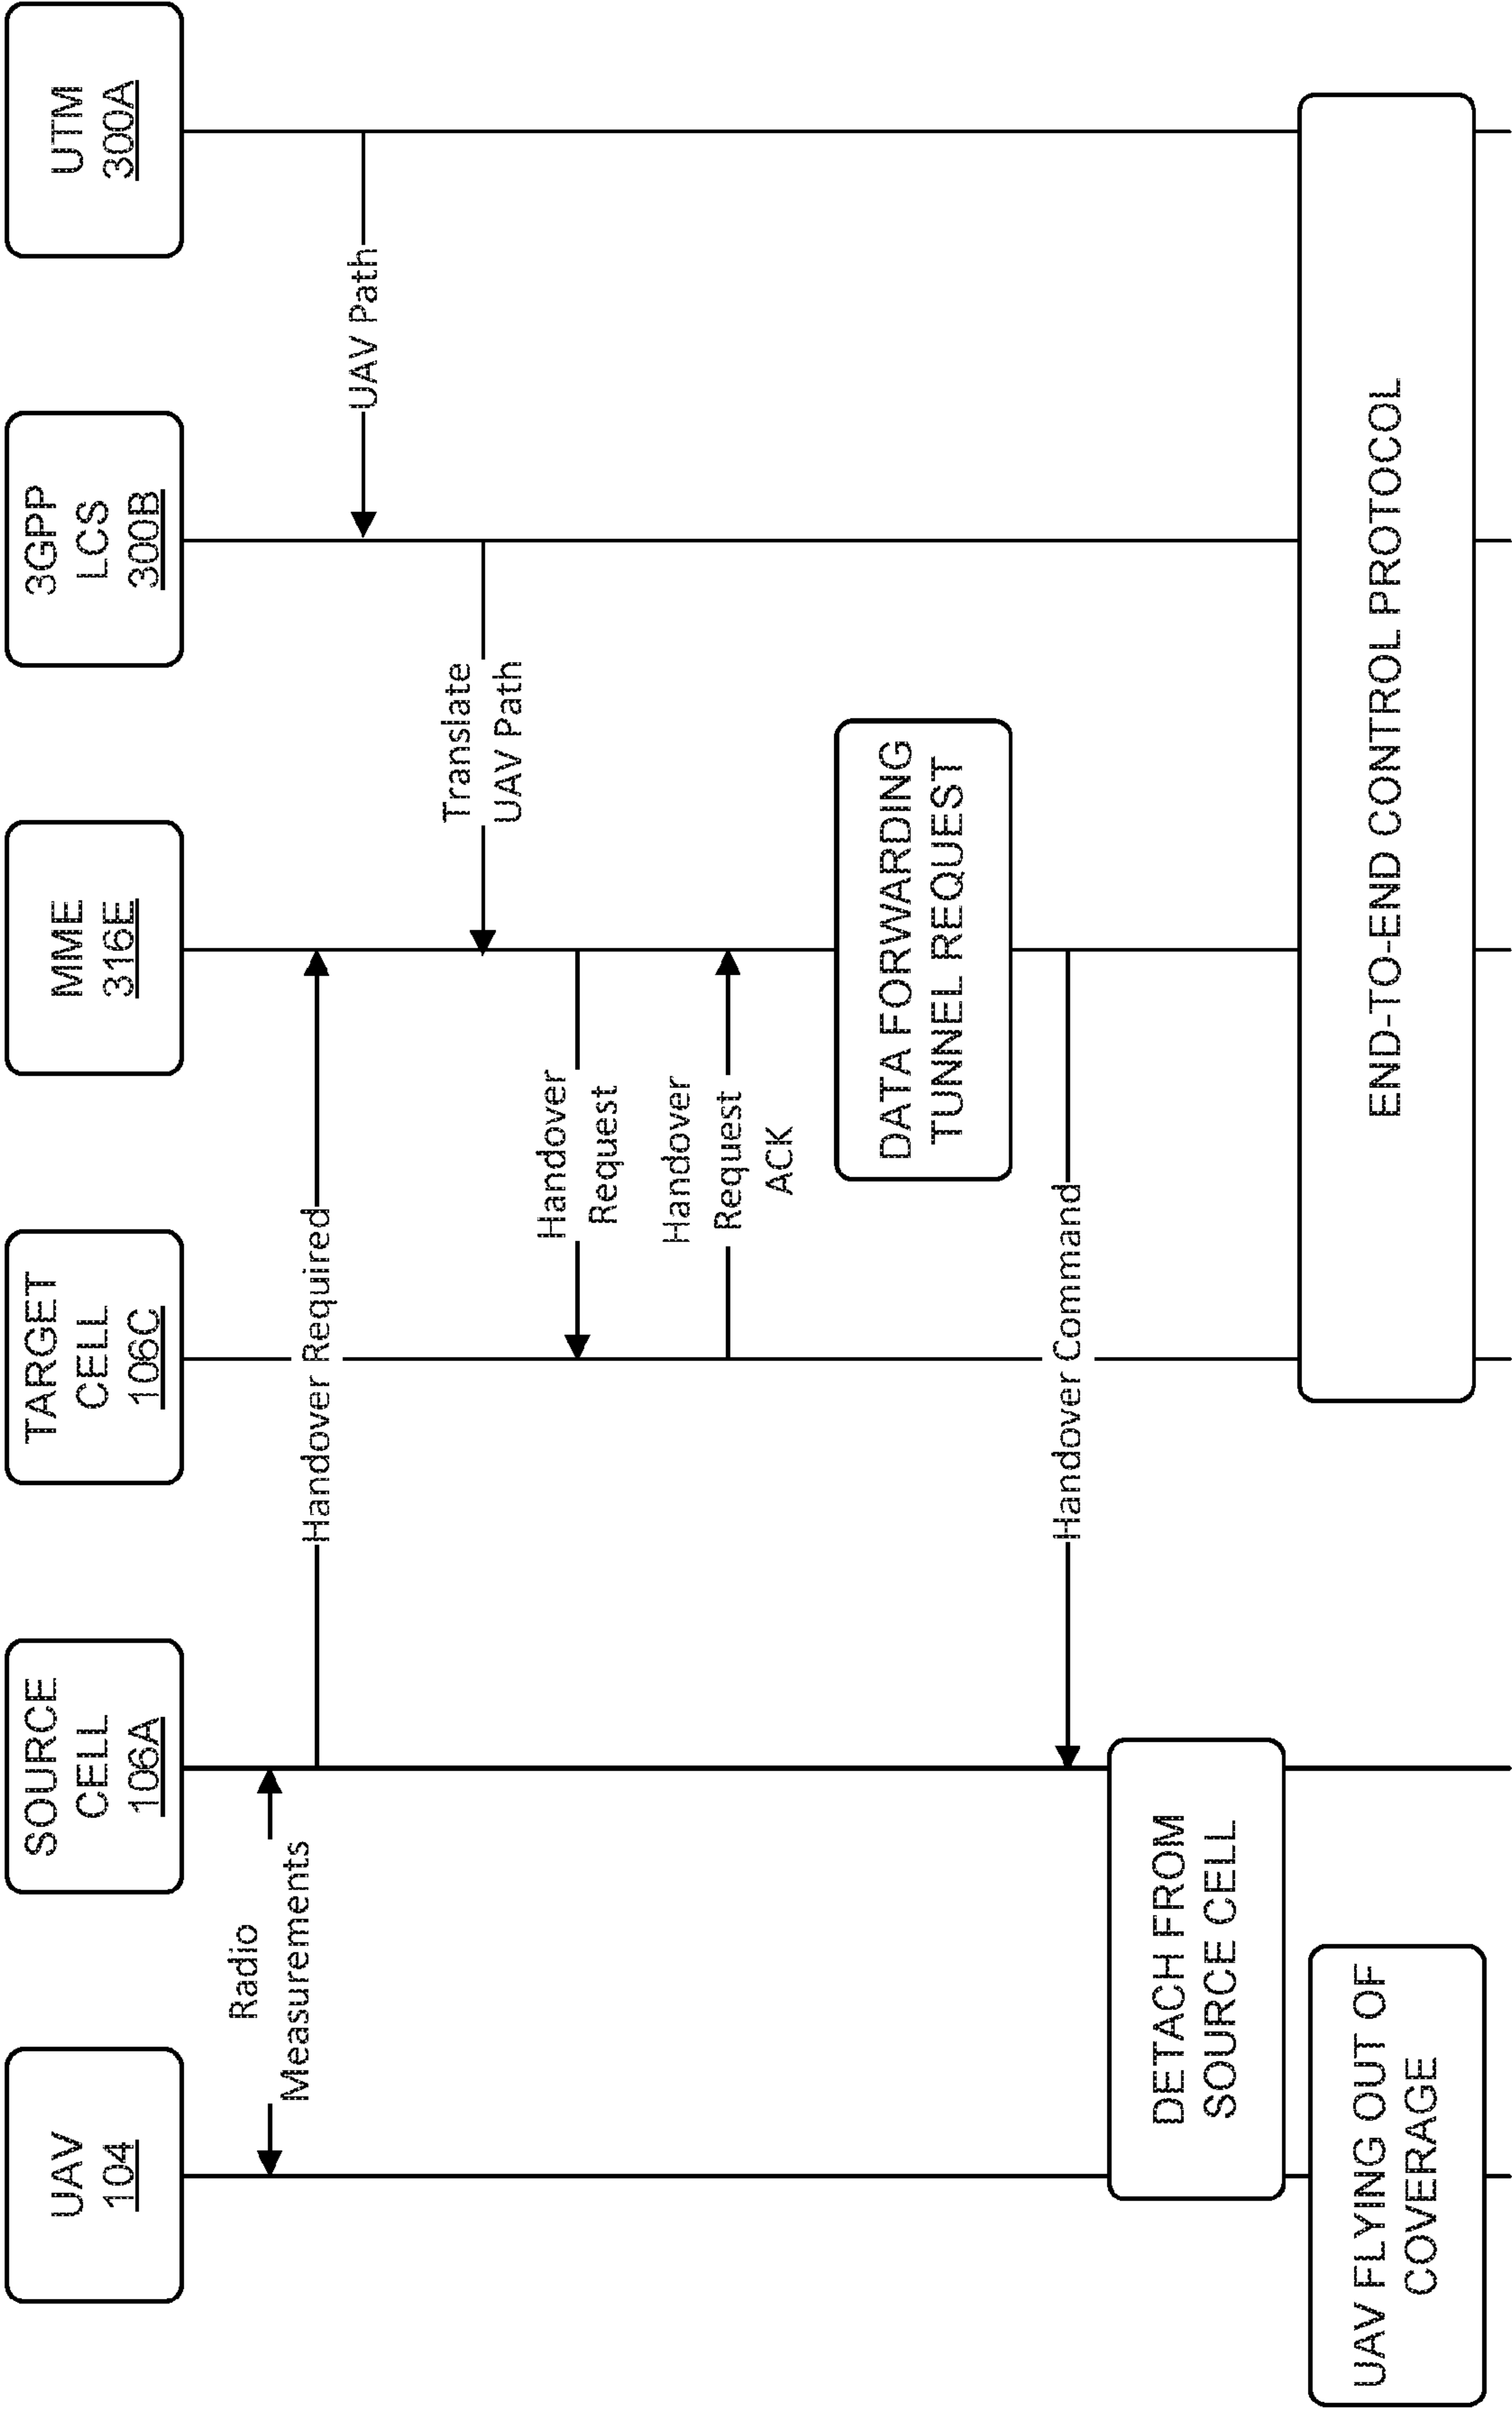 UAV
104
SOURCE
CELL
106A
TARGET
CELL
106C
MME
316E
3GPP
LCS
300B
UTM
300A
Radio
Measurements
Handover Required
UAV Path
Translate
UAV Path
Handover
Request
Handover
Request
ACK
DATA FORWARDING
TUNNEL REQUEST
Handover Command
DETACH FROM
SOURCE CELL
END-TO-END CONTROL PROTOCOL
UAV FLYING OUT OF
COVERAGE